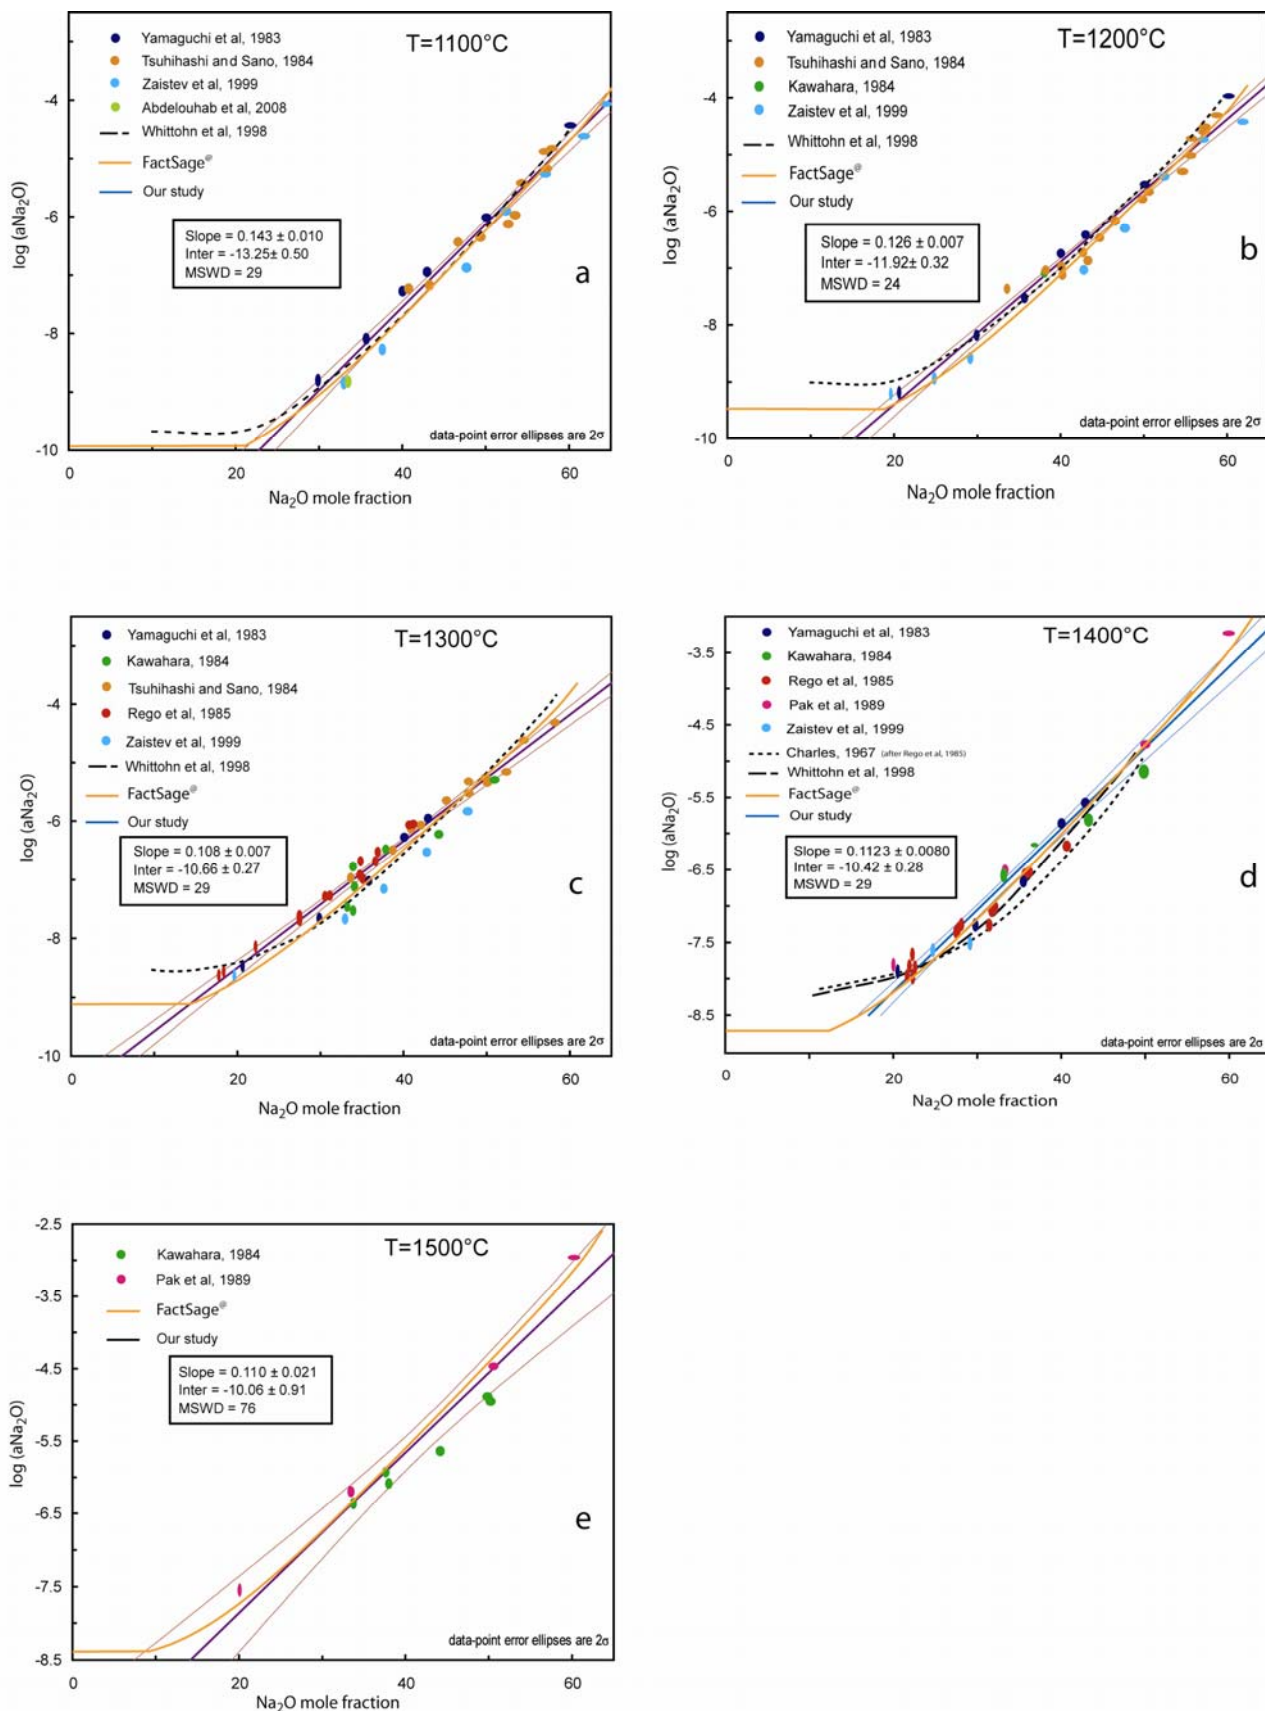 T=1100°C
Yamaguchi et al, 1983
Tsuhihashi and Sano, 1984
Zaistev et al, 1999
Abdelouhab et al, 2008
Whittohn et al, 1998
FactSage@
Our study
Slope = 0.143 ± 0.010
Inter = -13.25± 0.50
MSWD = 29
a
data-point error ellipses are 2σ
log (aNa2O)
-4
-6
-8
-10
0
20
40
60
Na2O mole fraction
T=1200°C
Yamaguchi et al, 1983
Tsuhihashi and Sano, 1984
Kawahara, 1984
Zaistev et al, 1999
Whittohn et al, 1998
FactSage@
Our study
Slope = 0.126 ± 0.007
Inter = -11.92± 0.32
MSWD = 24
b
data-point error ellipses are 2σ
log (aNa2O)
-4
-6
-8
-10
0
20
40
60
Na2O mole fraction
T=1300°C
Yamaguchi et al, 1983
Kawahara, 1984
Tsuhihashi and Sano, 1984
Rego et al, 1985
Zaistev et al, 1999
Whittohn et al, 1998
FactSage@
Our study
Slope = 0.108 ± 0.007
Inter = -10.66 ± 0.27
MSWD = 29
c
data-point error ellipses are 2σ
log (aNa2O)
-4
-6
-8
-10
0
20
40
60
Na2O mole fraction
T=1400°C
Yamaguchi et al, 1983
Kawahara, 1984
Rego et al, 1985
Pak et al, 1989
Zaistev et al, 1999
Charles, 1967 (after Rego et al, 1985)
Whittohn et al, 1998
FactSage@
Our study
Slope = 0.1123 ± 0.0080
Inter = -10.42 ± 0.28
MSWD = 29
d
data-point error ellipses are 2σ
log (aNa2O)
-3.5
-4.5
-5.5
-6.5
-7.5
-8.5
0
20
40
60
Na2O mole fraction
T=1500°C
Kawahara, 1984
Pak et al, 1989
FactSage@
Our study
Slope = 0.110 ± 0.021
Inter = -10.06 ± 0.91
MSWD = 76
e
data-point error ellipses are 2σ
log (aNa2O)
-2.5
-3.5
-4.5
-5.5
-6.5
-7.5
-8.5
0
20
40
60
Na2O mole fraction